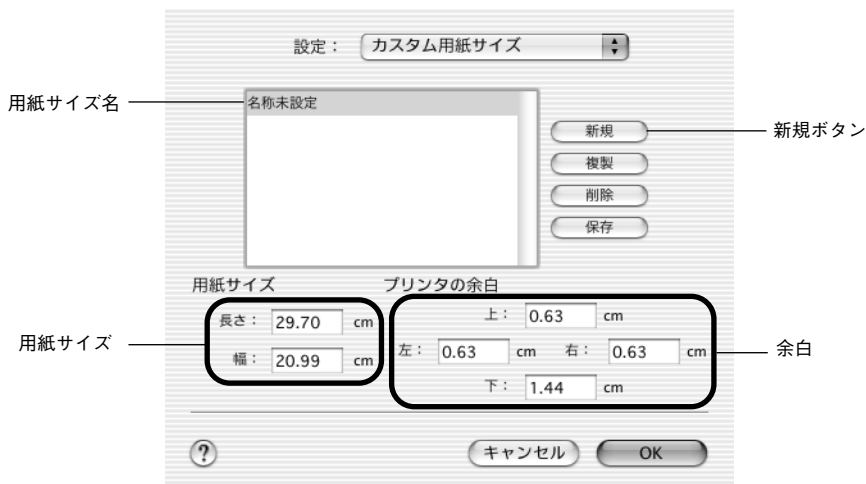 設定： カスタム用紙サイズ
用紙サイズ名
名称未設定
新規
新規ボタン
複製
削除
保存
用紙サイズ
プリンタの余白
用紙サイズ
長さ： 29.70 cm
幅： 20.99 cm
上： 0.63 cm
左： 0.63 cm 右： 0.63 cm
下： 1.44 cm
余白
?
キャンセル
OK